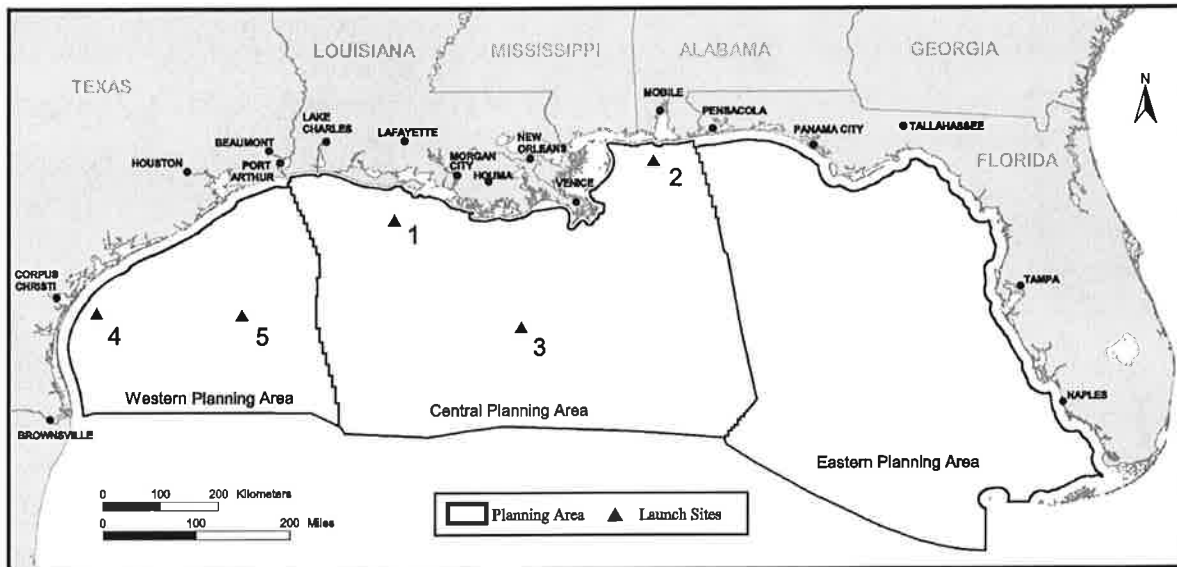 LOUISIANA
MISSISSIPPI
ALABAMA
GEORGIA
TEXAS
N
MOBILE
PENSACOLA
TALLAHASSEE
LAKE
CHARLES
LAFAYETTE
NEW
ORLEANS
PANAMA CITY
BEAUMONT
HOUSTON
PORT
ARTHUR
MORGAN
CITY
HOUMA
VENICE
FLORIDA
2
1
CORPUS
CHRISTI
TAMPA
4
5
3
Western Planning Area
Central Planning Area
NAPLES
BROWNSVILLE
Eastern Planning Area
0 100 200 Kilometers
0 100 200 Miles
Planning Area
Launch Sites